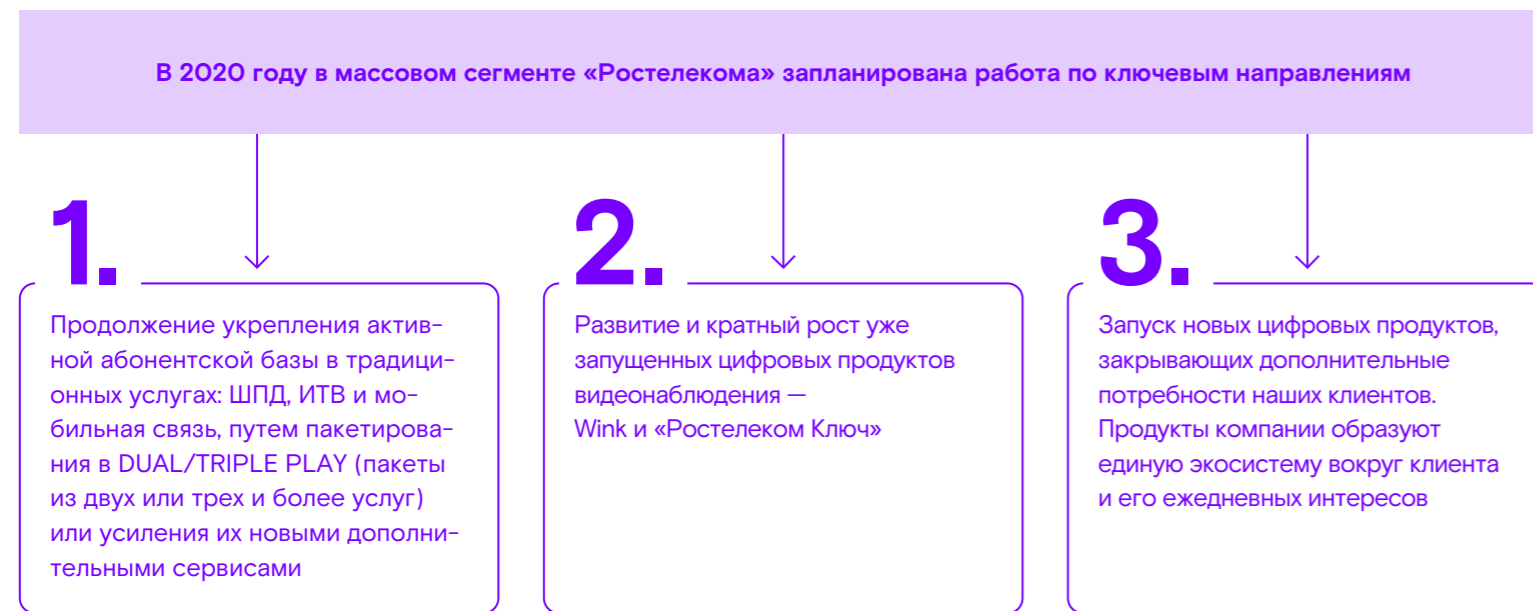 В 2020 году в массовом сегменте «Ростелекома» запланирована работа по ключевым направлениям
1.
Продолжение укрепления актив-
ной абонентской базы в традици-
онных услугах: ШПД, ИТВ и мо-
бильная связь, путем пакетирова-
ния в DUAL/TRIPLE PLAY (пакеты
из двух или трех и более услуг)
или усиления их новыми дополни-
тельными сервисами
2.
Развитие и кратный рост уже
запущенных цифровых продуктов
видеонаблюдения —
Wink и «Ростелеком Ключ»
3.
Запуск новых цифровых продуктов,
закрывающих дополнительные
потребности наших клиентов.
Продукты компании образуют
единую экосистему вокруг клиента
и его ежедневных интересов